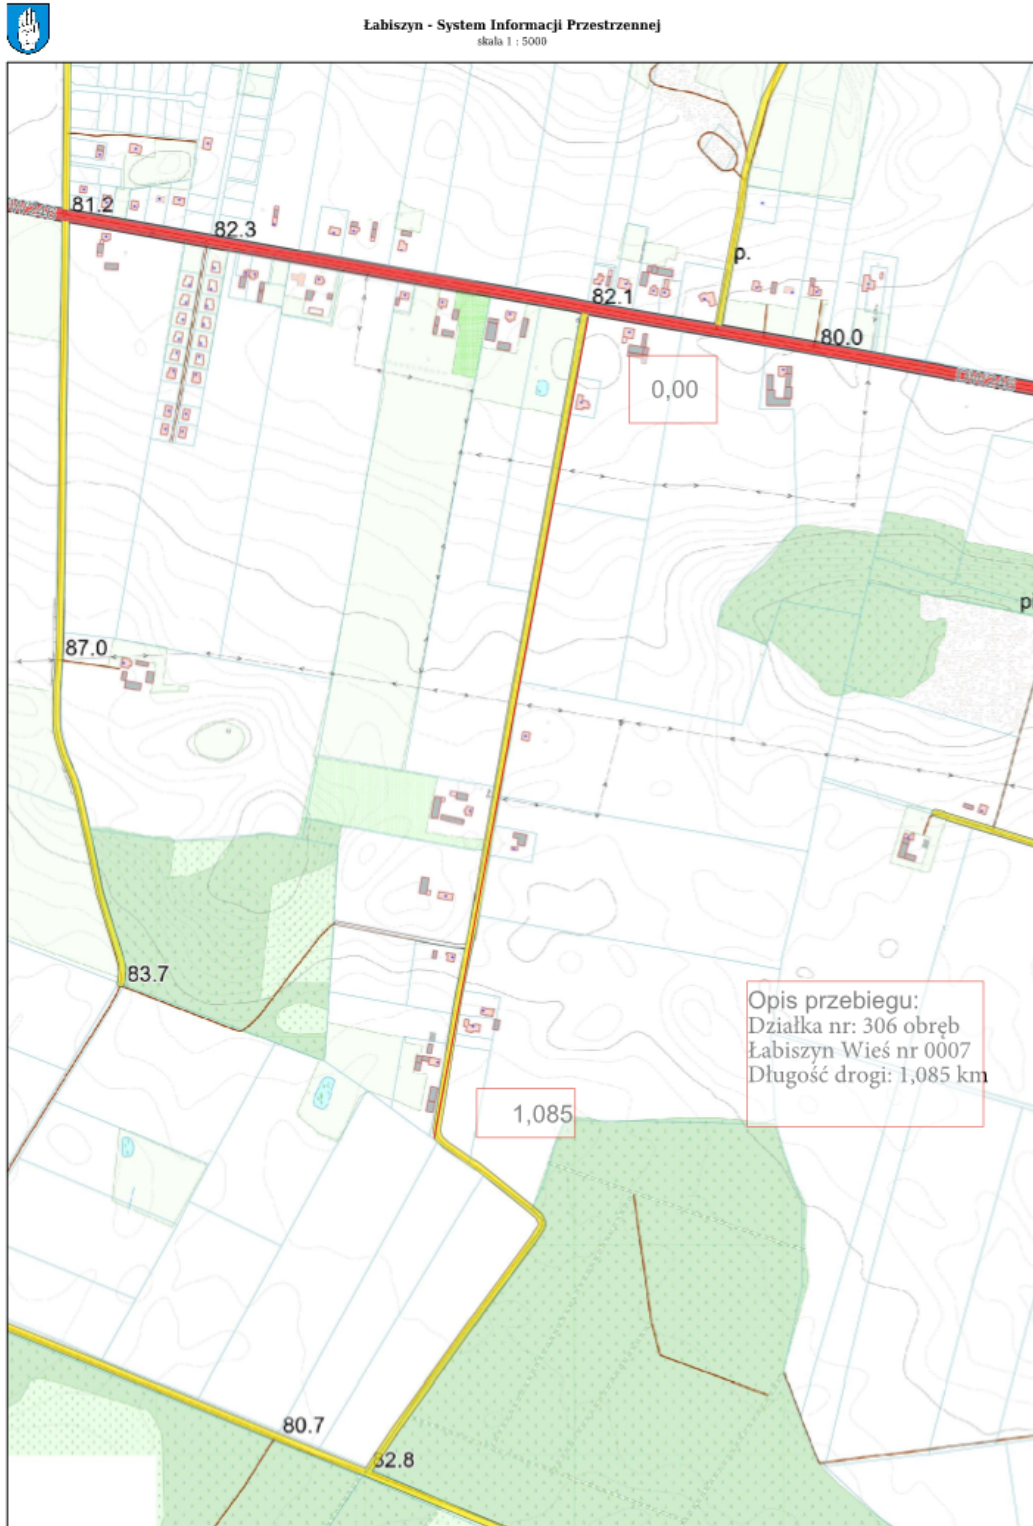 Łabiszyn - System Informacji Przestrzennej
skala 1 : 5000
81.2
82.3
p.
82.1
80.0
0,00
87.0
83.7
Opis przebiegu:
Działka nr: 306 obręb
Łabiszyn Wieś nr 0007
Długość drogi: 1,085 km
1,085
80.7
82.8